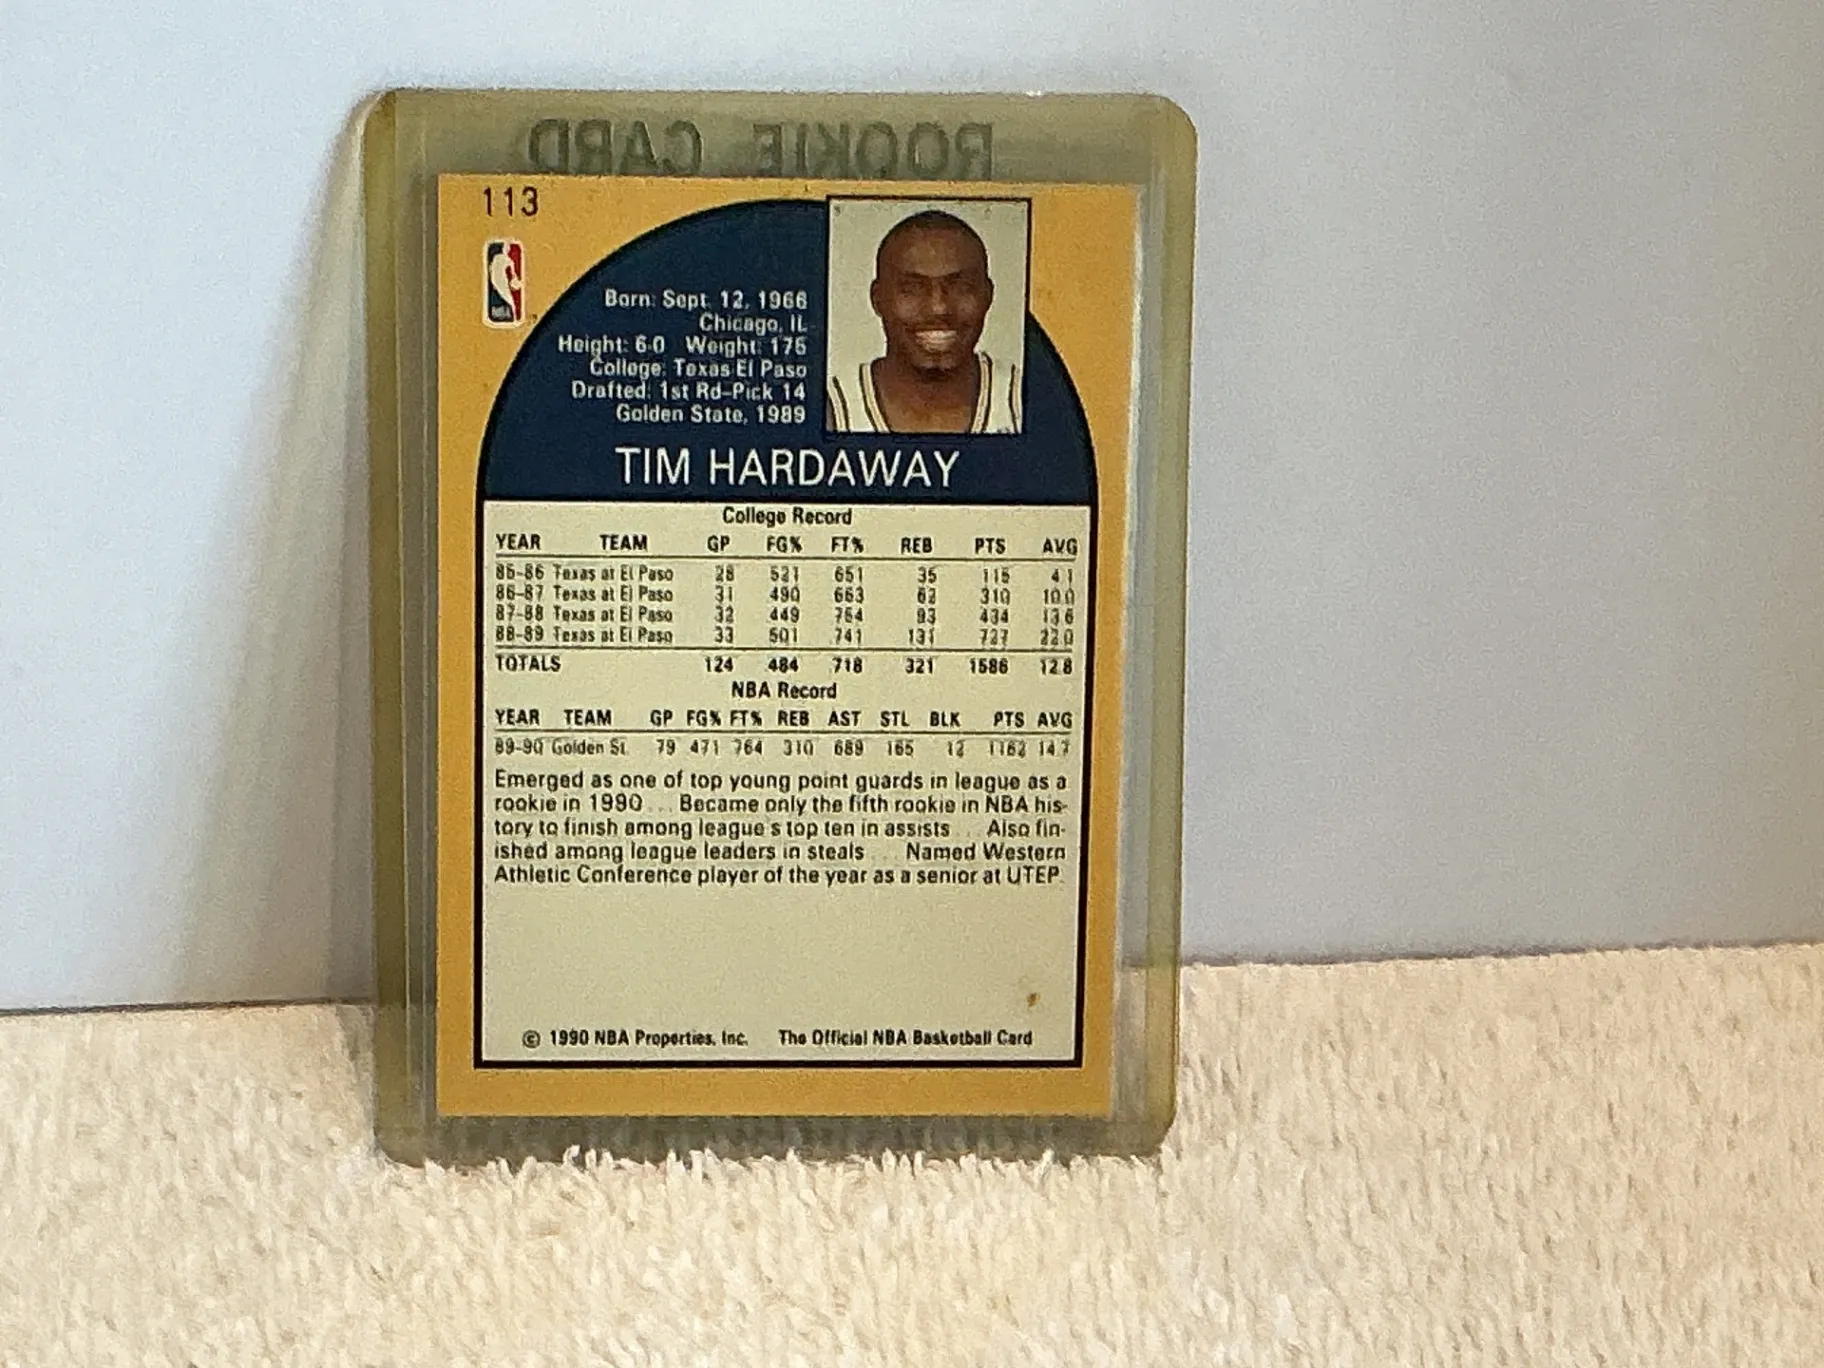 ROOKIE CARD
113
NBA
Born: Sept. 12, 1966
Chicago, IL
Height: 6-0 Weight: 175
College: Texas El Paso
Drafted: 1st Rd-Pick 14
Golden State, 1989
TIM HARDAWAY
College Record
YEAR TEAM GP FG% FT% REB PTS AVG
85-86 Texas at El Paso 28 521 651 35 115 4.1
86-87 Texas at El Paso 31 490 663 62 310 10.0
87-88 Texas at El Paso 32 449 754 93 434 13.6
88-89 Texas at El Paso 33 501 741 131 727 22.0
TOTALS 124 484 718 321 1586 12.8
NBA Record
YEAR TEAM GP FG% FT% REB AST STL BLK PTS AVG
89-90 Golden St. 79 471 764 310 689 165 12 1162 14.7
Emerged as one of top young point guards in league as a
rookie in 1990 ... Became only the fifth rookie in NBA his-
tory to finish among league's top ten in assists ... Also fin-
ished among league leaders in steals ... Named Western
Athletic Conference player of the year as a senior at UTEP.
© 1990 NBA Properties, Inc. The Official NBA Basketball Card